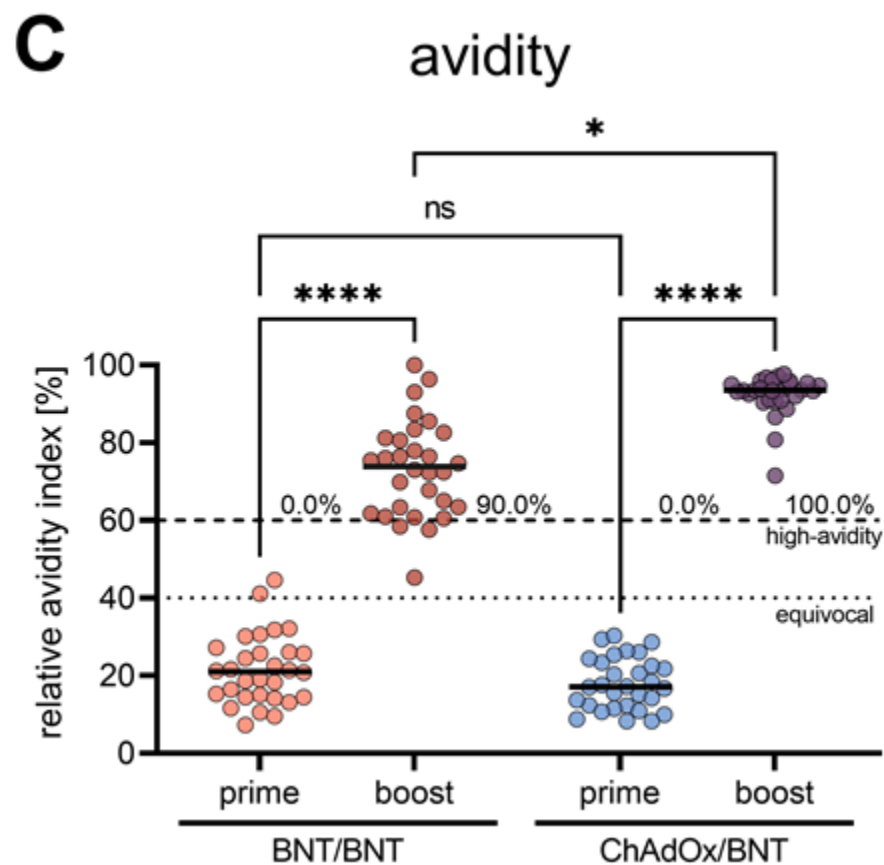 C
avidity
*
ns
**** ****
relative avidity index [%]
100
80
60
40
20
0
0.0% 90.0% 0.0% 100.0%
high-avidity
equivocal
prime boost prime boost
BNT/BNT ChAdOx/BNT